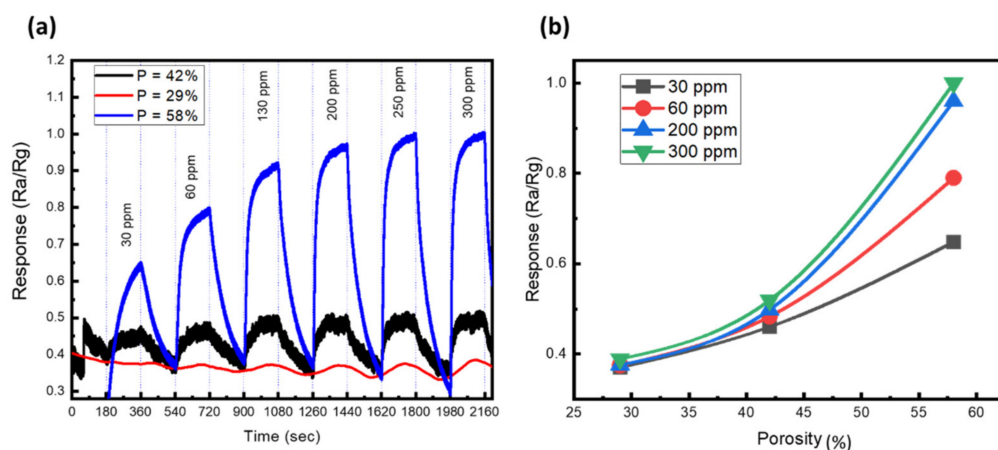 (a)
1.2
1.1
1.0
0.9
0.8
0.7
0.6
0.5
0.4
0.3
Response (Ra/Rg)
P = 42%
P = 29%
P = 58%
30 ppm
60 ppm
130 ppm
200 ppm
250 ppm
300 ppm
0 180 360 540 720 900 1080 1260 1440 1620 1800 1980 2160
Time (sec)
(b)
1.0
0.8
0.6
0.4
Response (Ra/Rg)
30 ppm
60 ppm
200 ppm
300 ppm
25 30 35 40 45 50 55 60
Porosity (%)